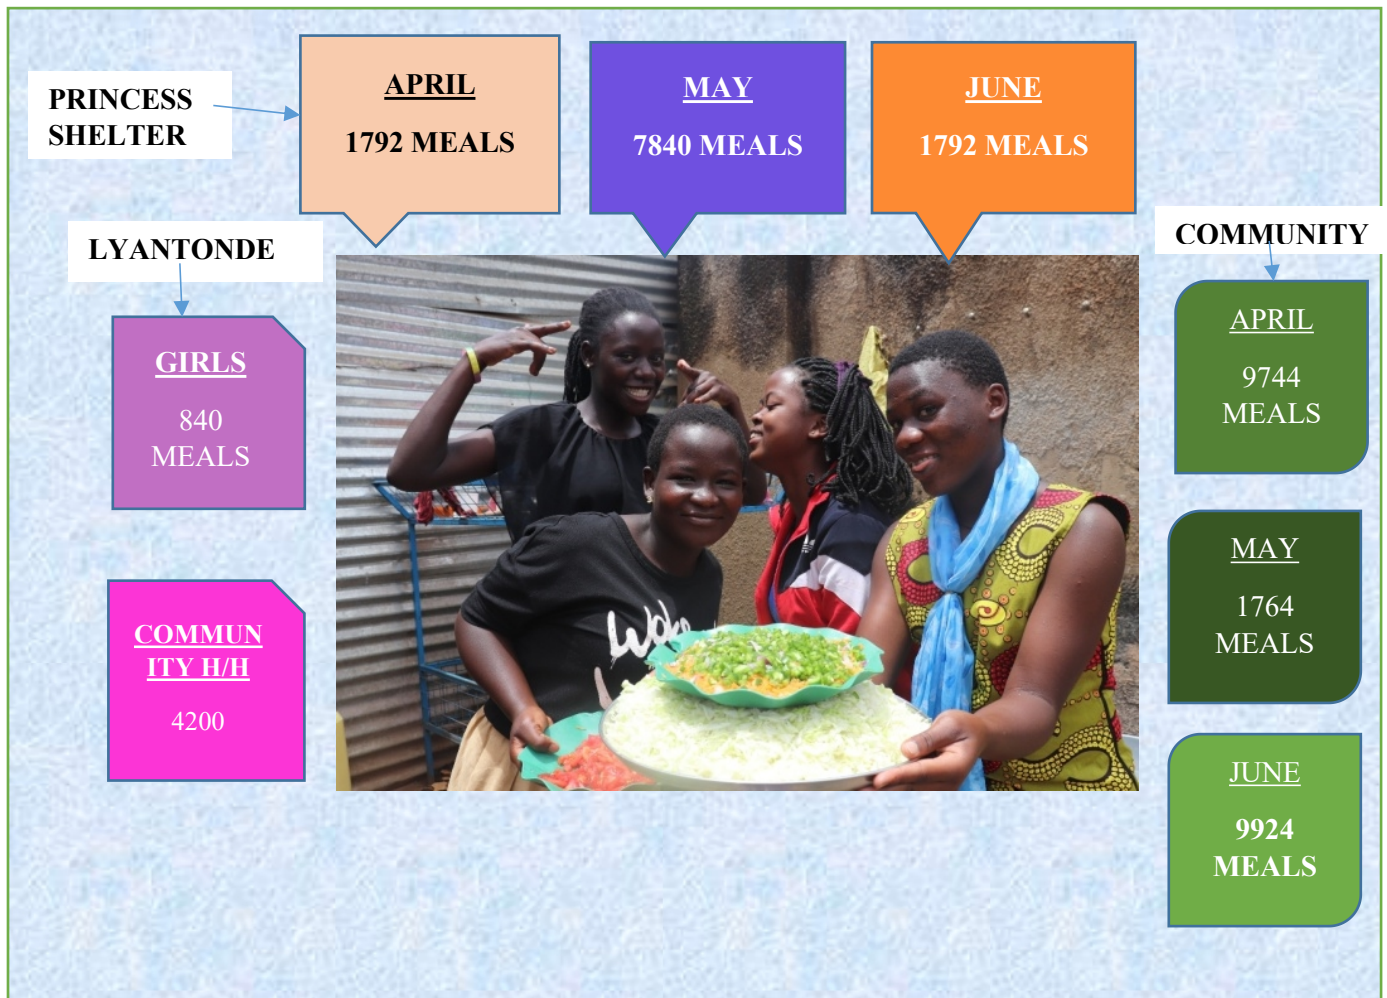 PRINCESS
SHELTER
APRIL
1792 MEALS
MAY
7840 MEALS
JUNE
1792 MEALS
LYANTONDE
GIRLS
840
MEALS
COMMUN
ITY H/H
4200
COMMUNITY
APRIL
9744
MEALS
MAY
1764
MEALS
JUNE
9924
MEALS